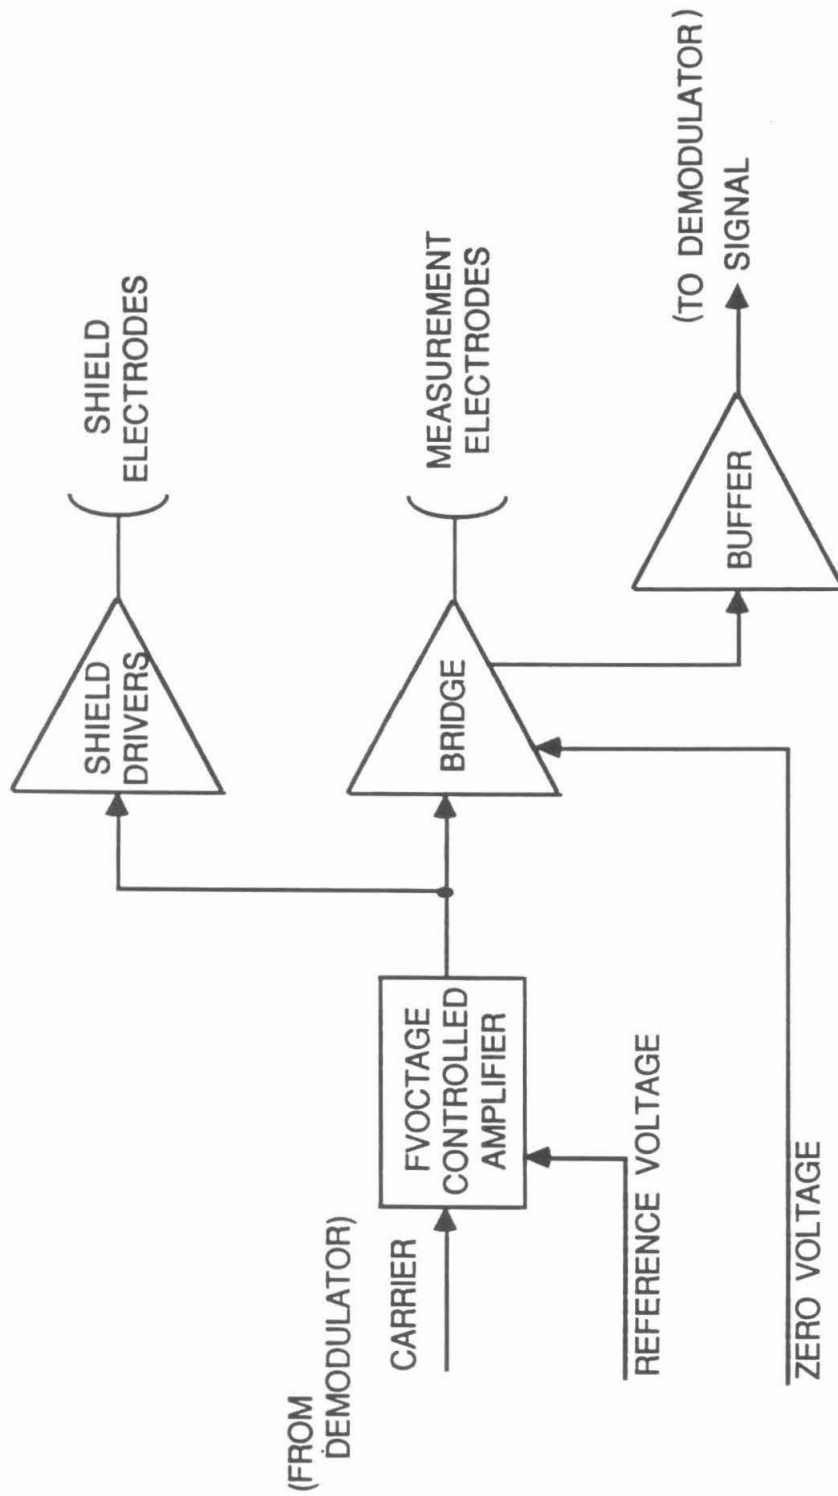 SHIELD
ELECTRODES
SHIELD
DRIVERS
MEASUREMENT
ELECTRODES
BRIDGE
(TO DEMODULATOR)
SIGNAL
BUFFER
FVOCTAGE
CONTROLLED
AMPLIFIER
(FROM
DEMODULATOR)
CARRIER
REFERENCE VOLTAGE
ZERO VOLTAGE